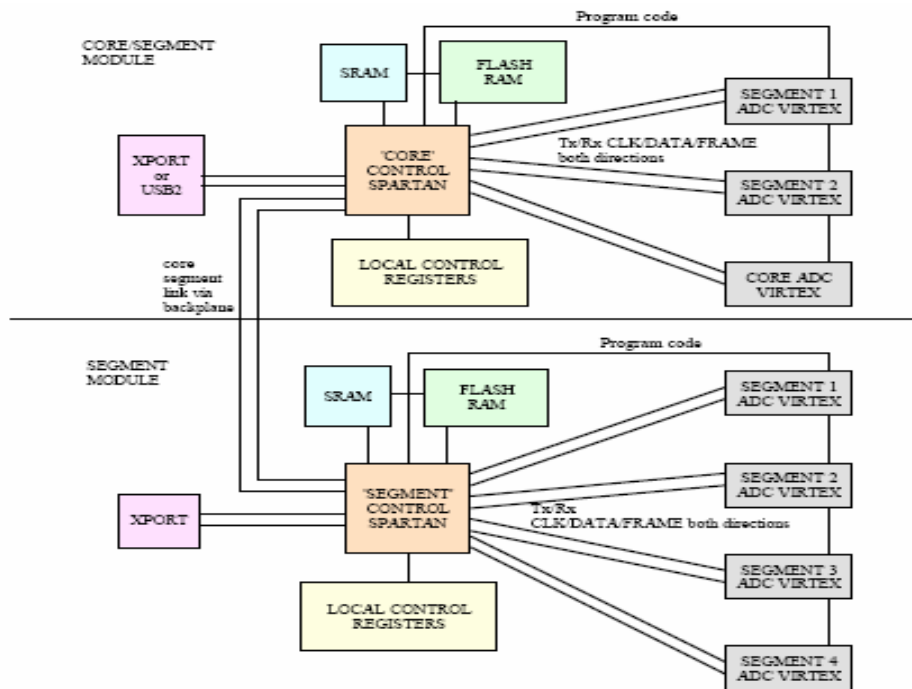 Program code
CORE/SEGMENT
MODULE
SRAM
FLASH
RAM
SEGMENT 1
ADC VIRTEX
XPORT
or
USB2
'CORE'
CONTROL
SPARTAN
Tx/Rx CLK/DATA/FRAME
both directions
SEGMENT 2
ADC VIRTEX
LOCAL CONTROL
REGISTERS
CORE ADC
VIRTEX
core
segment
link via
backplane
Program code
SEGMENT
MODULE
SRAM
FLASH
RAM
SEGMENT 1
ADC VIRTEX
XPORT
'SEGMENT'
CONTROL
SPARTAN
Tx/Rx
CLK/DATA/FRAME both directions
SEGMENT 2
ADC VIRTEX
SEGMENT 3
ADC VIRTEX
LOCAL CONTROL
REGISTERS
SEGMENT 4
ADC VIRTEX